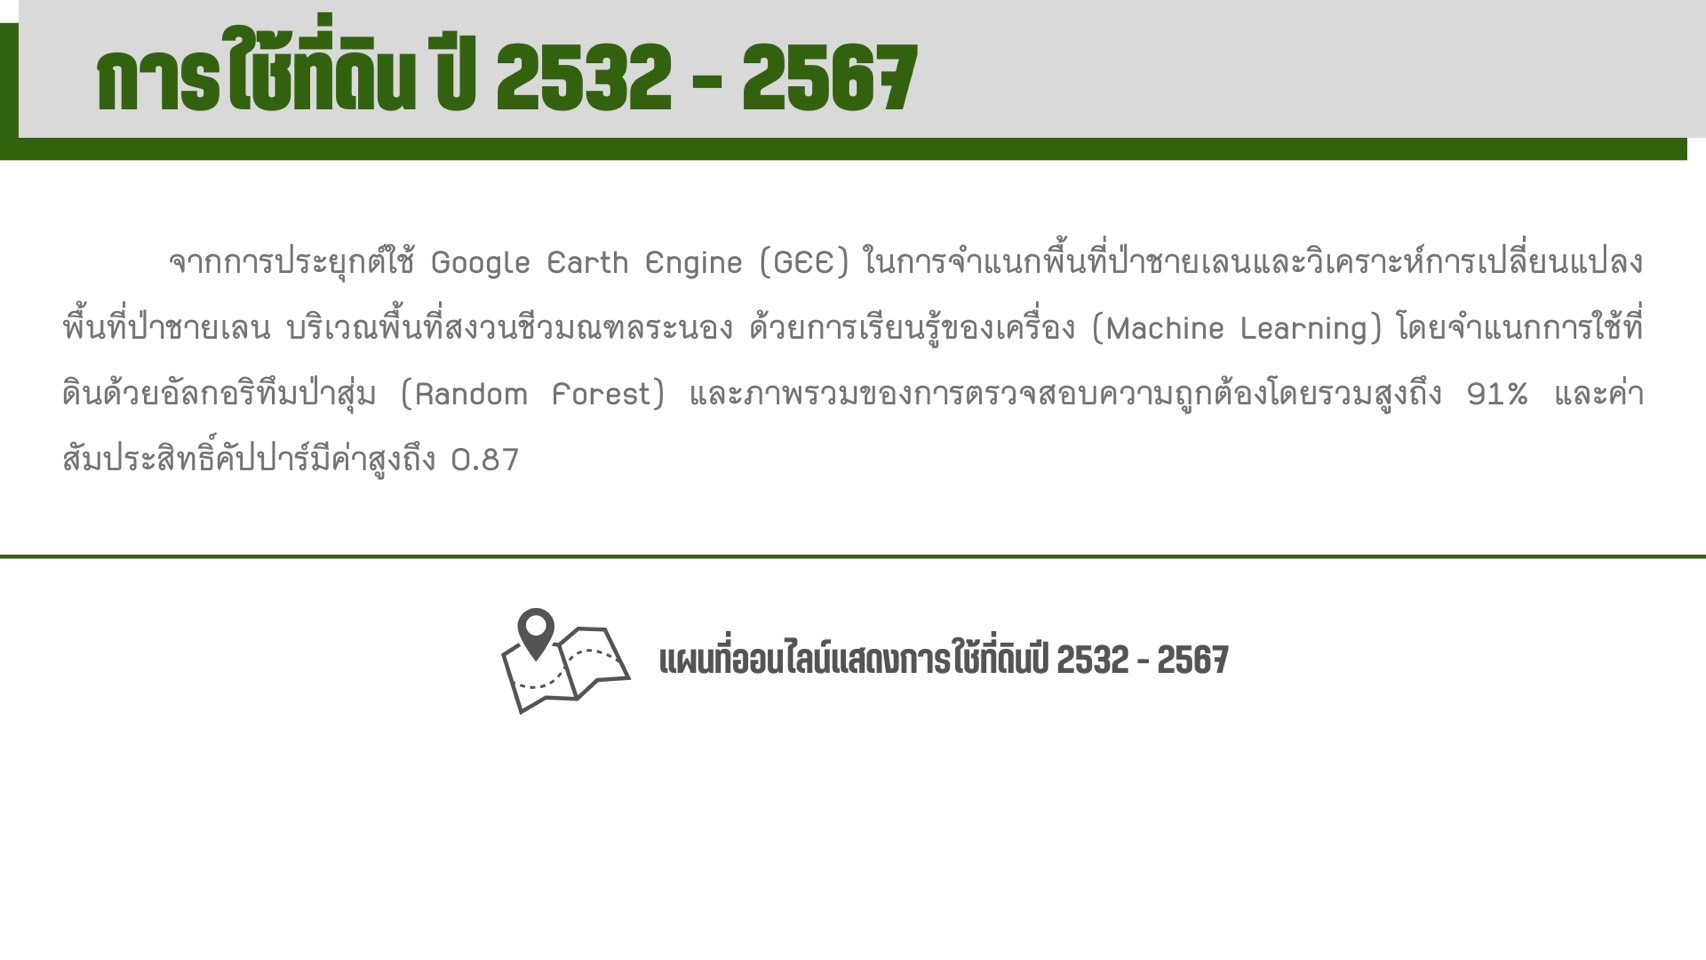 การใช้ที่ดิน ปี 2532 - 2567
จากการประยุกต์ใช้ Google Earth Engine (GEE) ในการจำแนกพื้นที่ป่าชายเลนและวิเคราะห์การเปลี่ยนแปลง
พื้นที่ป่าชายเลน บริเวณพื้นที่สงวนชีวมณฑลระนอง ด้วยการเรียนรู้ของเครื่อง (Machine Learning) โดยจำแนกการใช้ที่
ดินด้วยอัลกอริทึมป่าสุ่ม (Random Forest) และภาพรวมของการตรวจสอบความถูกต้องโดยรวมสูงถึง 91% และค่า
สัมประสิทธิ์คัปปาร์มีค่าสูงถึง 0.87
แผนที่ออนไลน์แสดงการใช้ที่ดินปี 2532 - 2567